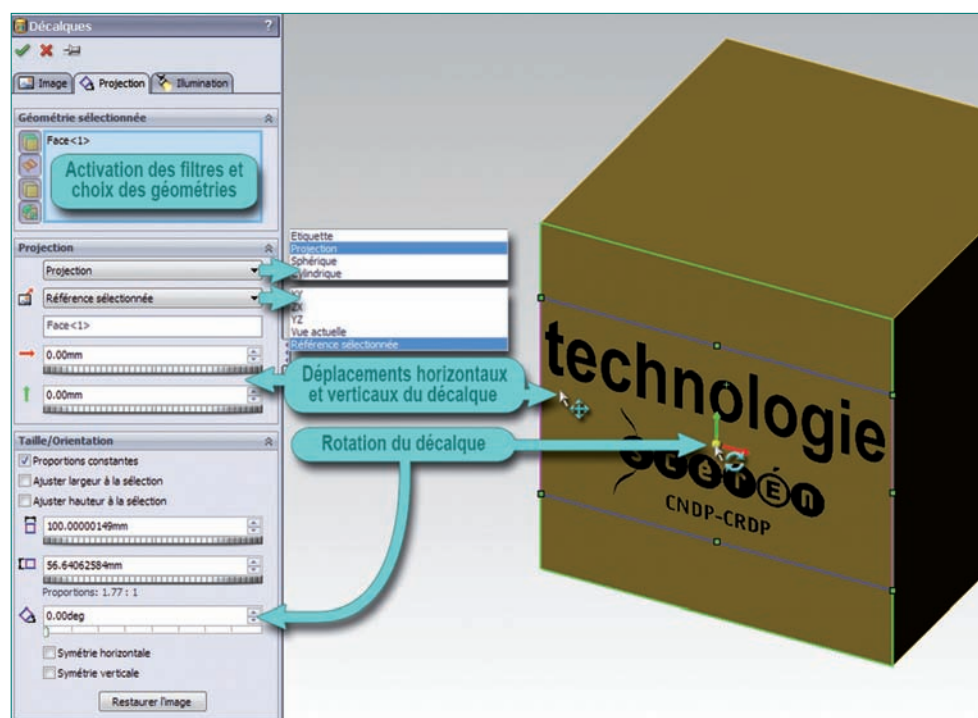 Décalques ?
Image Projection Illumination
Géométrie sélectionnée
Face<1>
Activation des filtres et
choix des géométries
Projection
Projection
Référence sélectionnée
Face<1>
0.00mm
0.00mm
Etiquette
Projection
Sphérique
Cylindrique
XY
ZX
YZ
Vue actuelle
Référence sélectionnée
Déplacements horizontaux
et verticaux du décalque
Rotation du décalque
Taille/Orientation
Proportions constantes
Ajuster largeur à la sélection
Ajuster hauteur à la sélection
100.00000149mm
56.64062584mm
Proportions: 1.77 : 1
0.00deg
Symétrie horizontale
Symétrie verticale
Restaurer l'image
technologie
scérÉn
CNDP-CRDP